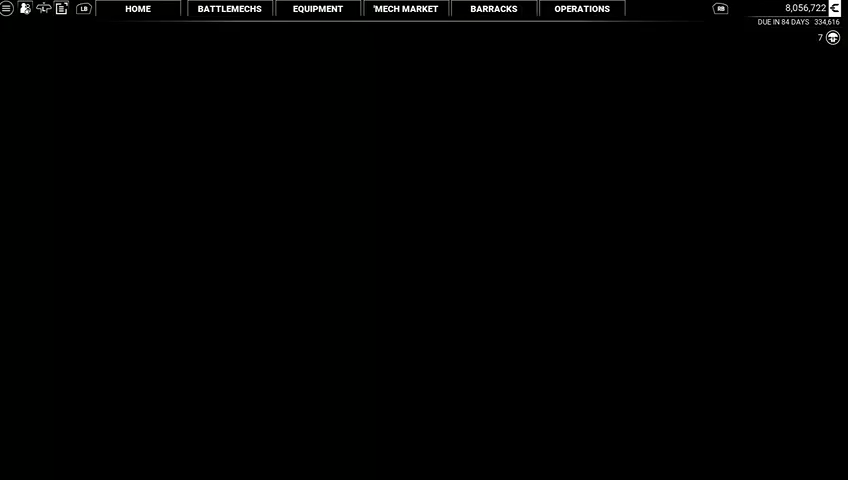 LB HOME BATTLEMECHS EQUIPMENT 'MECH MARKET BARRACKS OPERATIONS RB 8,056,722
DUE IN 84 DAYS 334,616
7